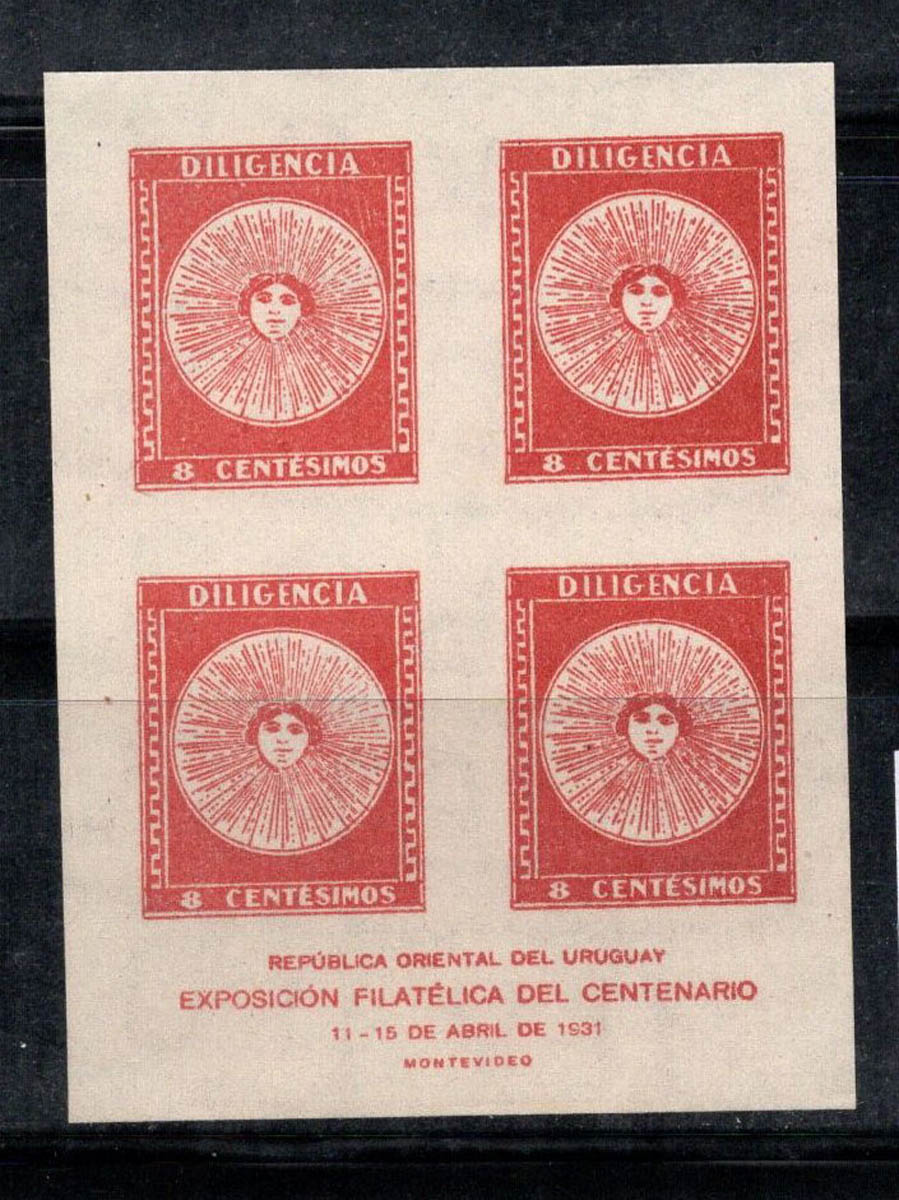 DILIGENCIA
8 CENTÉSIMOS
DILIGENCIA
8 CENTÉSIMOS
DILIGENCIA
8 CENTÉSIMOS
DILIGENCIA
8 CENTÉSIMOS
REPÚBLICA ORIENTAL DEL URUGUAY
EXPOSICIÓN FILATÉLICA DEL CENTENARIO
11-15 DE ABRIL DE 1931
MONTEVIDEO